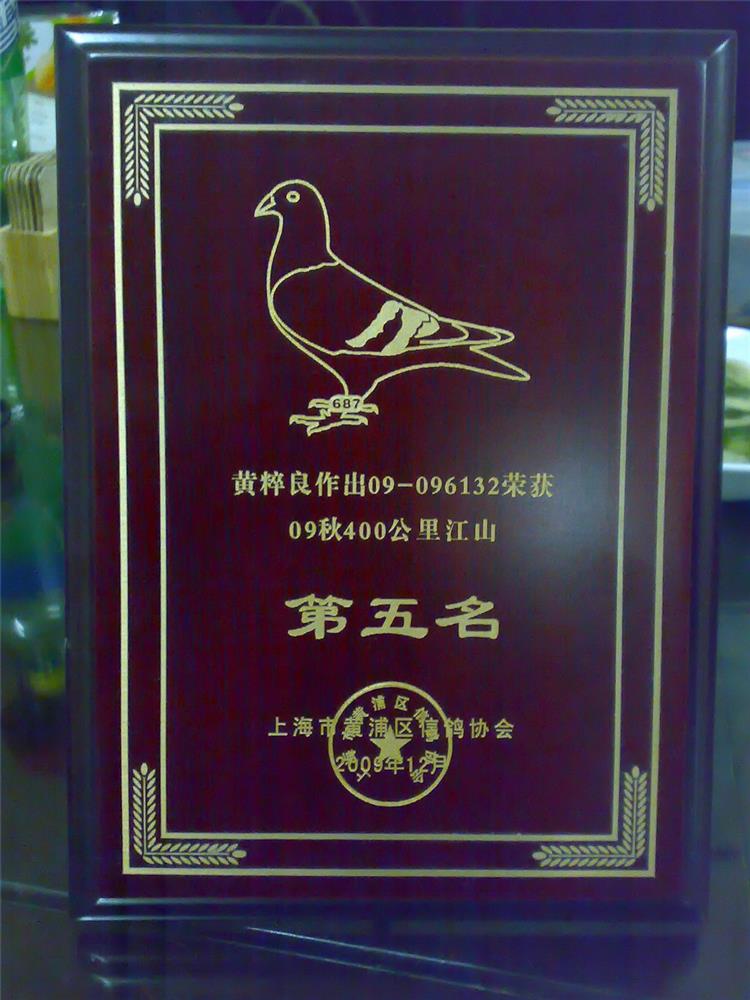 687
黄粹良作出09-096132荣获
09秋400公里江山
第五名
上海市黄浦区信鸽协会
2009年12月